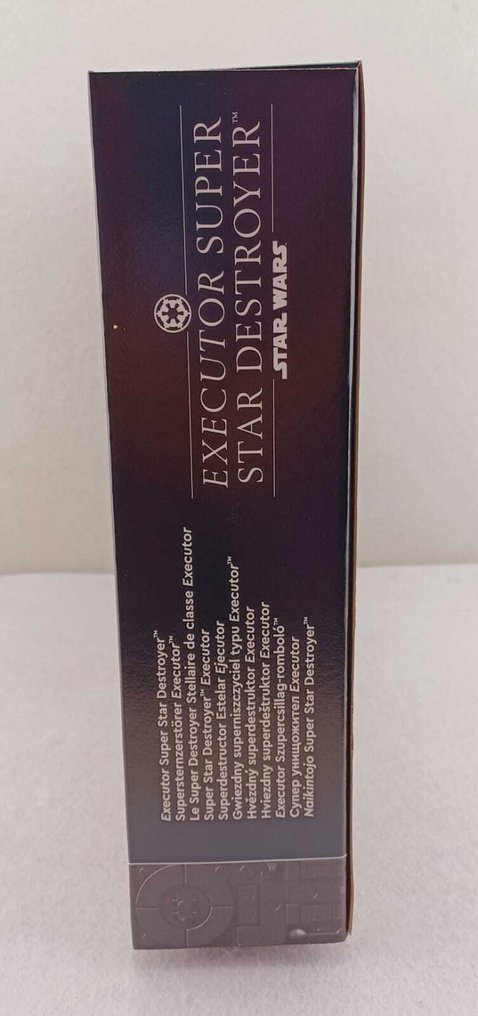 EXECUTOR SUPER
STAR DESTROYER™
STAR WARS
Executor Super Star Destroyer™
Supersternzerstörer Executor™
Le Super Destroyer Stellaire de classe Executor
Super Star Destroyer™ Executor
Superdestructor Estelar Ejecutor
Gwiezdny superniszczyciel typu Executor™
Hvězdný superdestruktor Executor
Hviezdny superdeštruktor Executor
Executor Szupercsillag-romboló™
Супер унищожител Executor
Naikintojo Super Star Destroyer™